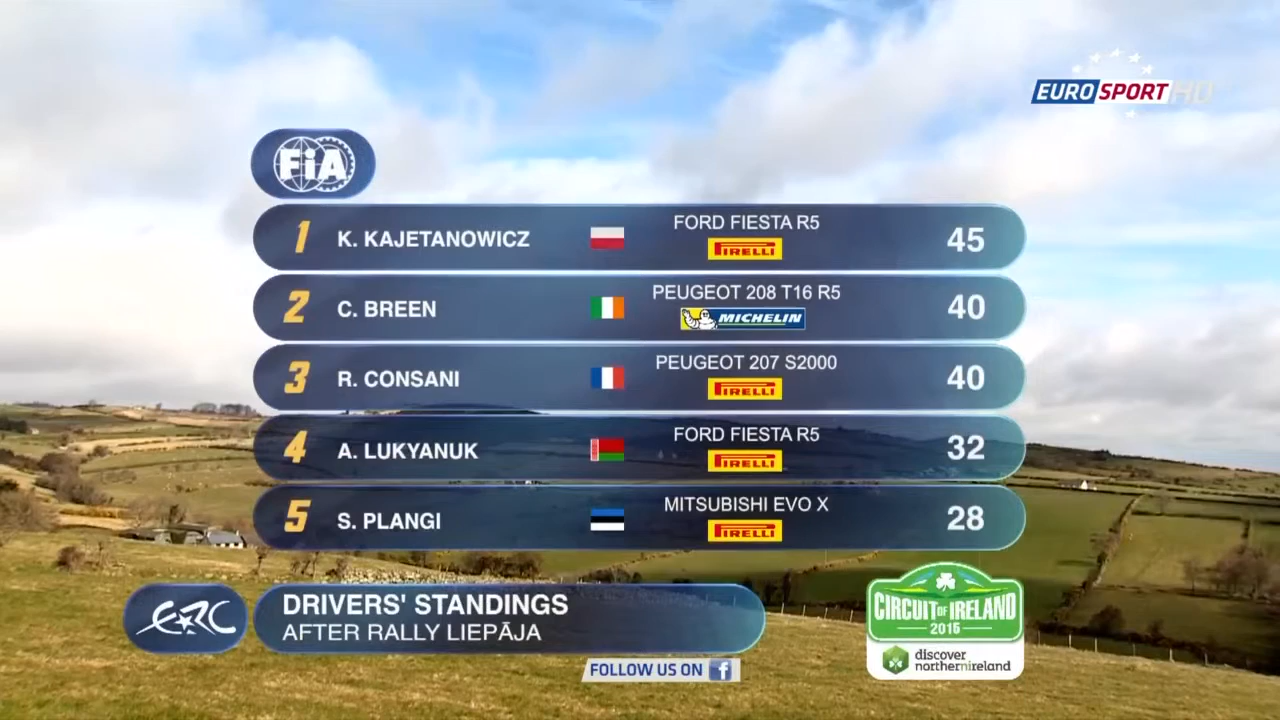 EUROSPORT HD
FIA
1 K. KAJETANOWICZ FORD FIESTA R5 PIRELLI 45
2 C. BREEN PEUGEOT 208 T16 R5 MICHELIN 40
3 R. CONSANI PEUGEOT 207 S2000 PIRELLI 40
4 A. LUKYANUK FORD FIESTA R5 PIRELLI 32
5 S. PLANGI MITSUBISHI EVO X PIRELLI 28
ERC
DRIVERS' STANDINGS
AFTER RALLY LIEPĀJA
FOLLOW US ON f
CIRCUIT OF IRELAND
2015
discover
northernireland